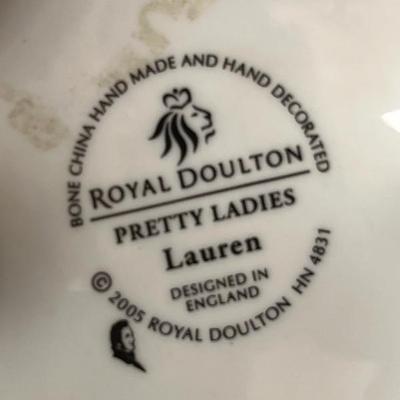 BONE CHINA HAND MADE AND HAND DECORATED
ROYAL DOULTON
PRETTY LADIES
Lauren
DESIGNED IN
ENGLAND
© 2005 ROYAL DOULTON HN 4831